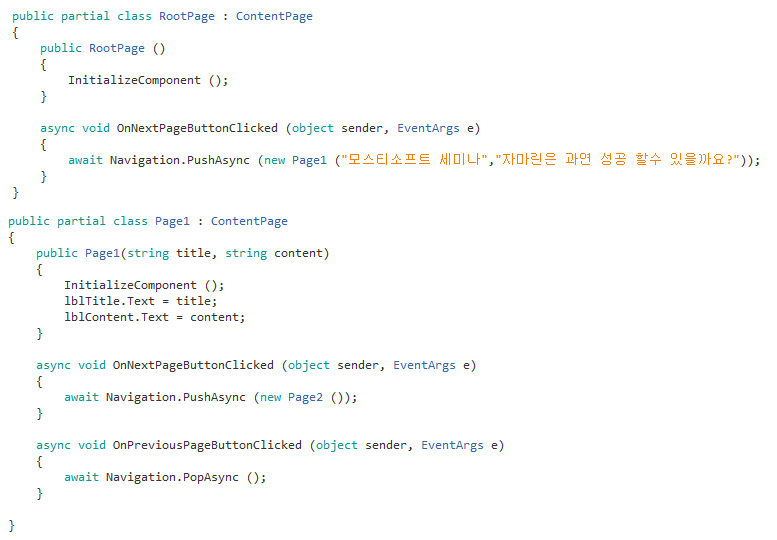 public partial class RootPage : ContentPage
{
    public RootPage ()
    {
        InitializeComponent ();
    }

    async void OnNextPageButtonClicked (object sender, EventArgs e)
    {
        await Navigation.PushAsync (new Page1 ("모스티소프트 세미나","자마린은 과연 성공 할수 있을까요?"));
    }
}
public partial class Page1 : ContentPage
{
    public Page1(string title, string content)
    {
        InitializeComponent ();
        lblTitle.Text = title;
        lblContent.Text = content;
    }

    async void OnNextPageButtonClicked (object sender, EventArgs e)
    {
        await Navigation.PushAsync (new Page2 ());
    }

    async void OnPreviousPageButtonClicked (object sender, EventArgs e)
    {
        await Navigation.PopAsync ();
    }

}